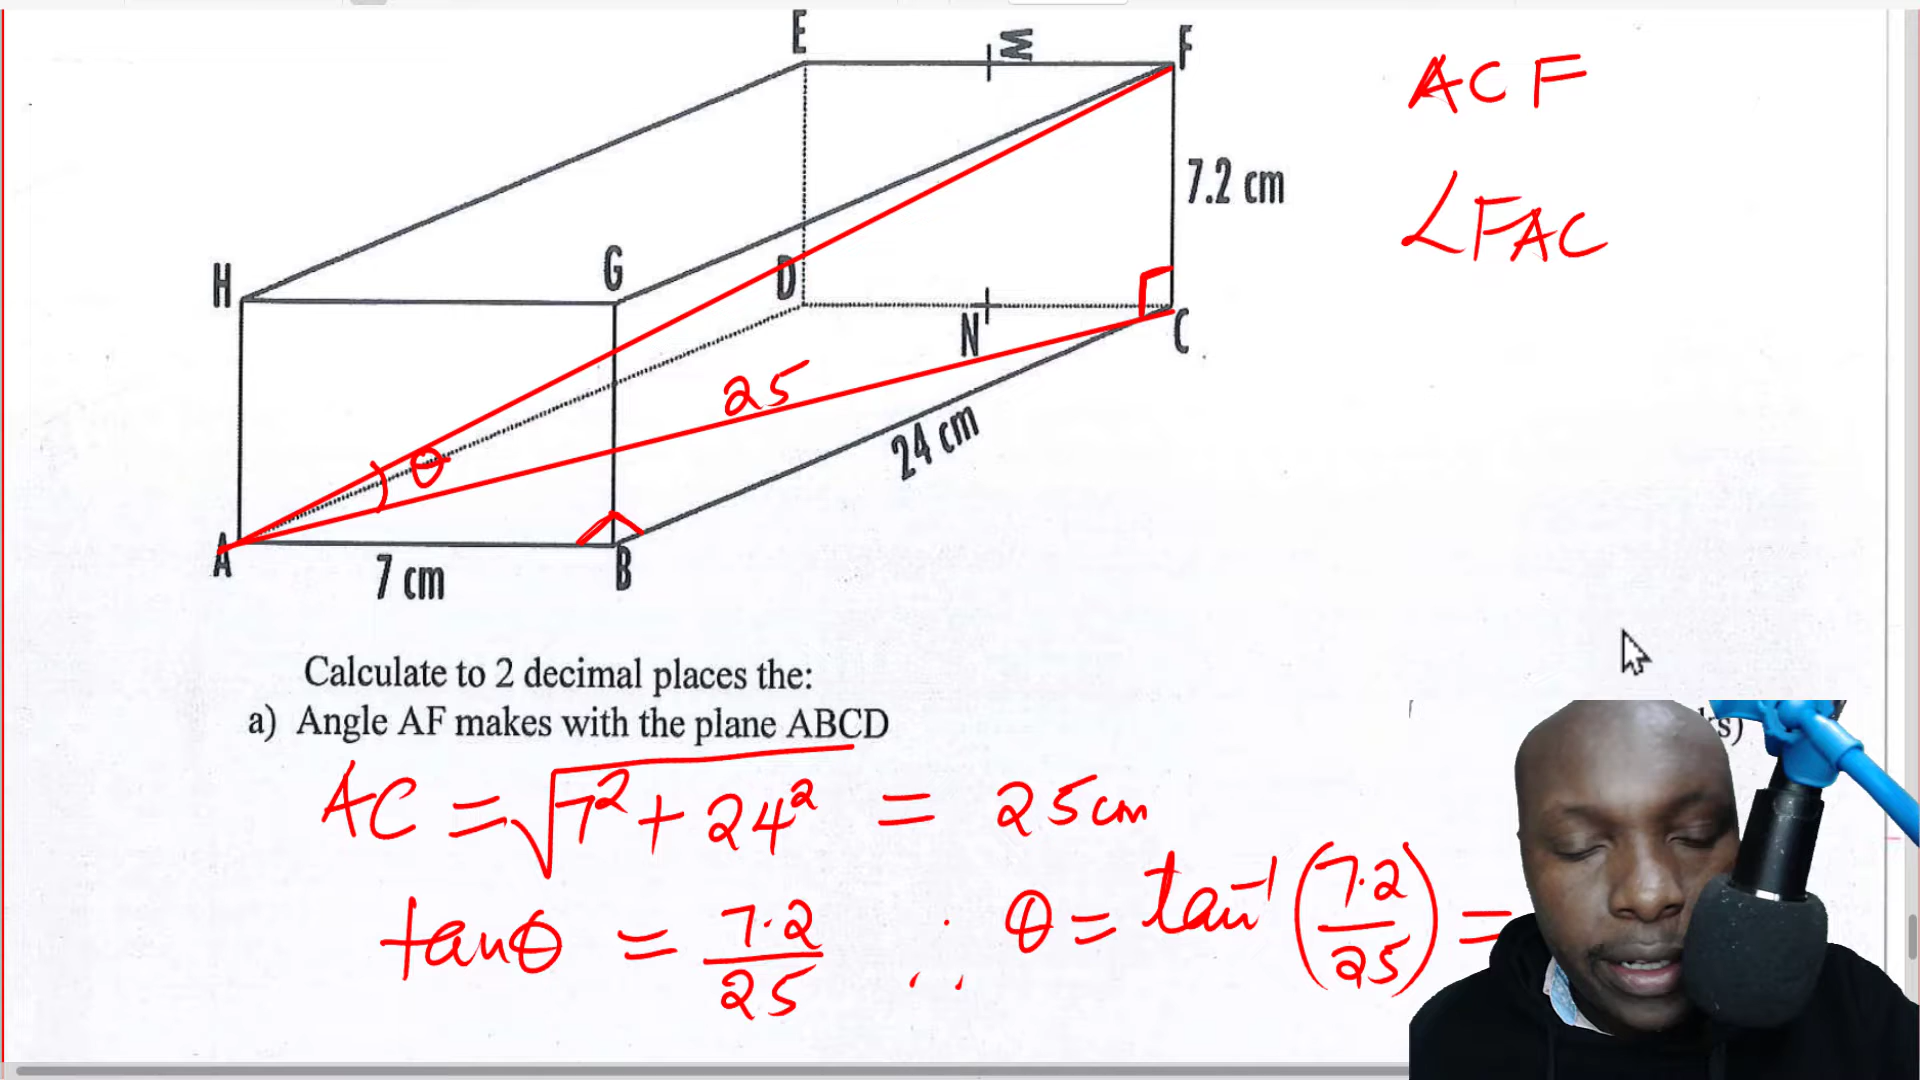 E
M
F
ACF
7.2 cm
∠FAC
H
G
D
N
C
25
24 cm
θ
A
7 cm
B
Calculate to 2 decimal places the:
a) Angle AF makes with the plane ABCD
ks)
AC = √7² + 24² = 25cm
tanθ = 7.2/25 ∴ θ = tan⁻¹(7.2/25) =